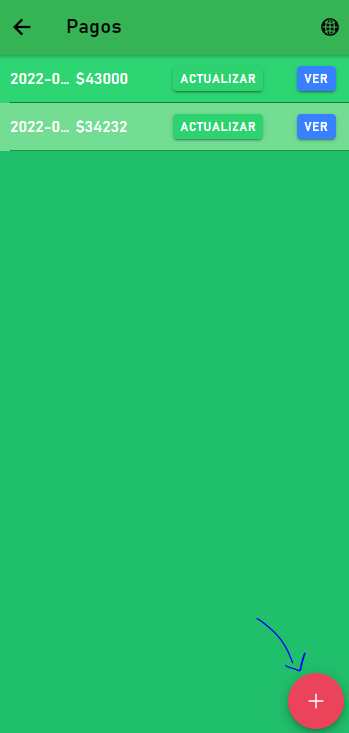 Pagos
2022-0... $43000 ACTUALIZAR VER
2022-0... $34232 ACTUALIZAR VER